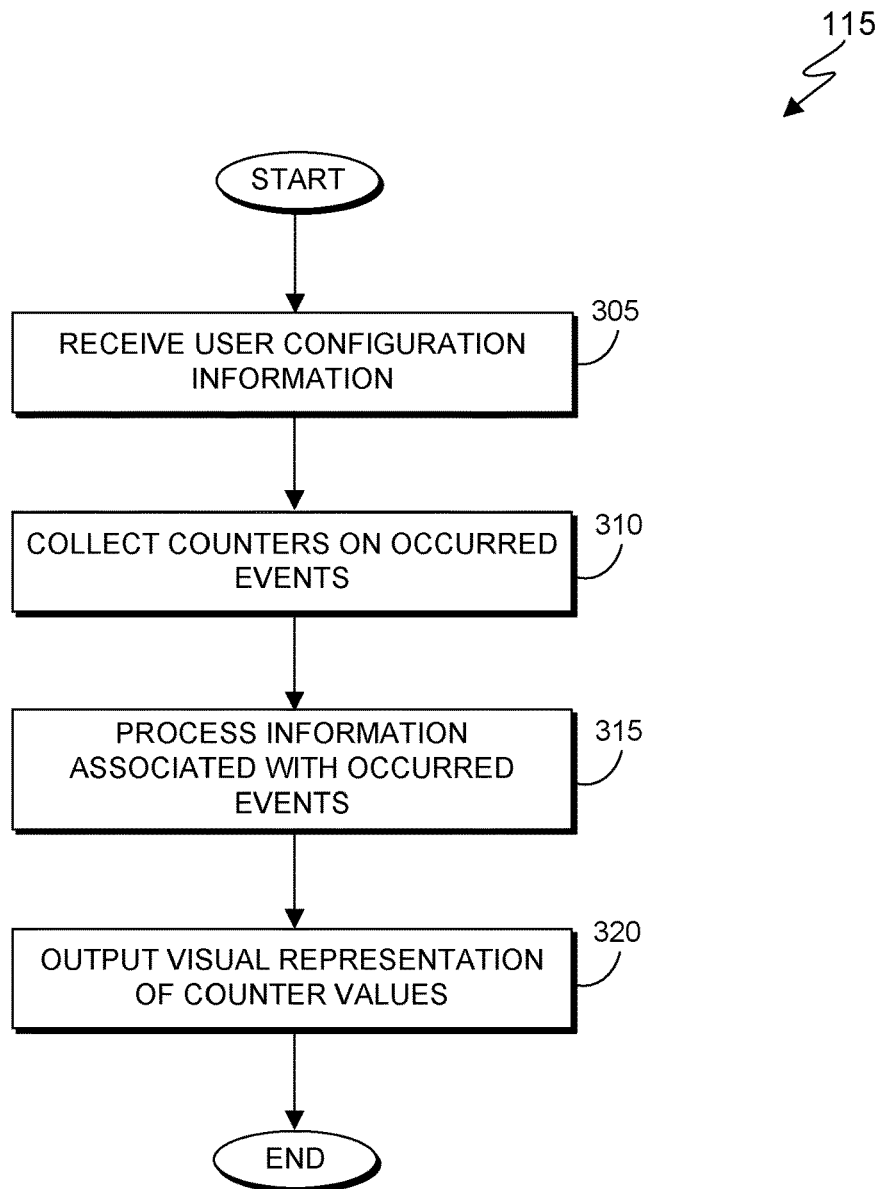 115
START
305
RECEIVE USER CONFIGURATION
INFORMATION
310
COLLECT COUNTERS ON OCCURRED
EVENTS
315
PROCESS INFORMATION
ASSOCIATED WITH OCCURRED
EVENTS
320
OUTPUT VISUAL REPRESENTATION
OF COUNTER VALUES
END